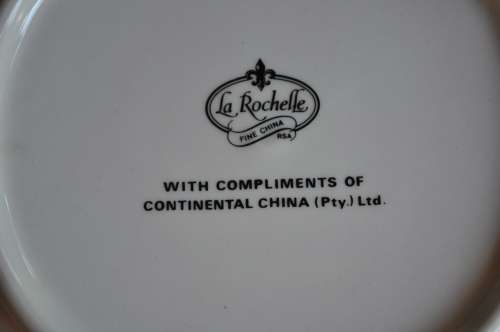 La Rochelle
FINE CHINA
RSA
WITH COMPLIMENTS OF
CONTINENTAL CHINA (Pty.) Ltd.